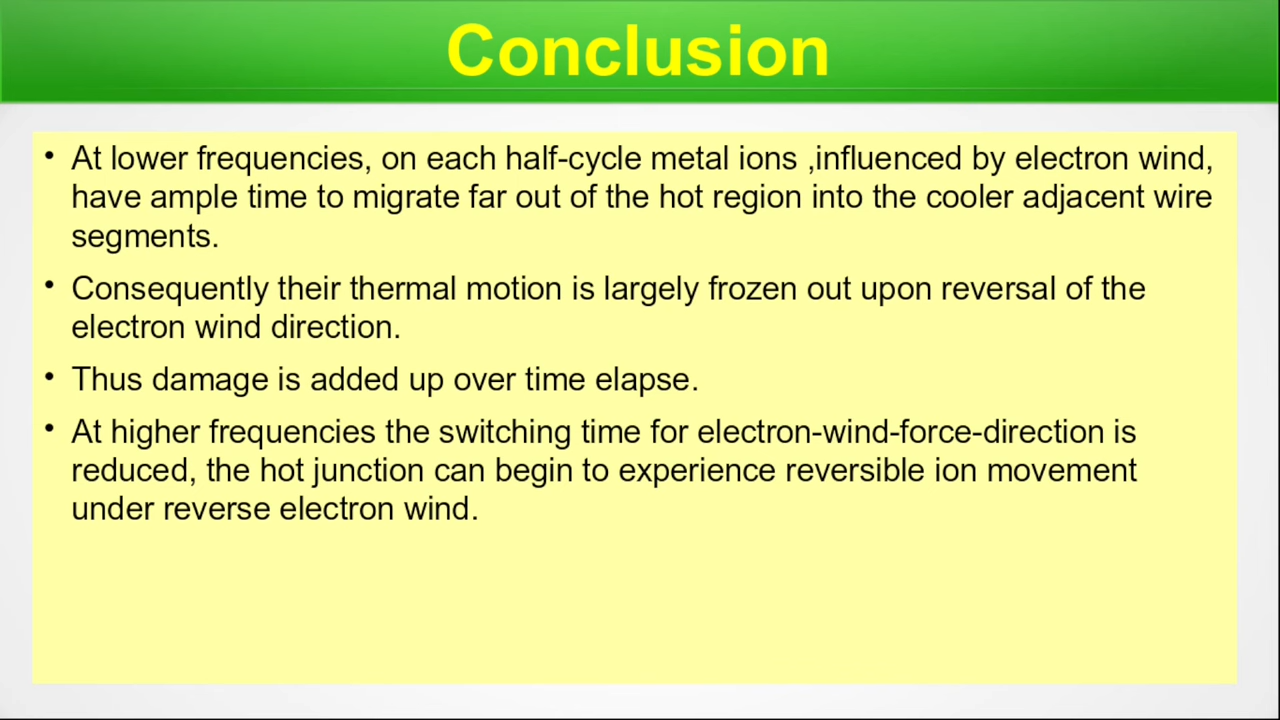 Conclusion
• At lower frequencies, on each half-cycle metal ions ,influenced by electron wind,
have ample time to migrate far out of the hot region into the cooler adjacent wire
segments.
• Consequently their thermal motion is largely frozen out upon reversal of the
electron wind direction.
• Thus damage is added up over time elapse.
• At higher frequencies the switching time for electron-wind-force-direction is
reduced, the hot junction can begin to experience reversible ion movement
under reverse electron wind.